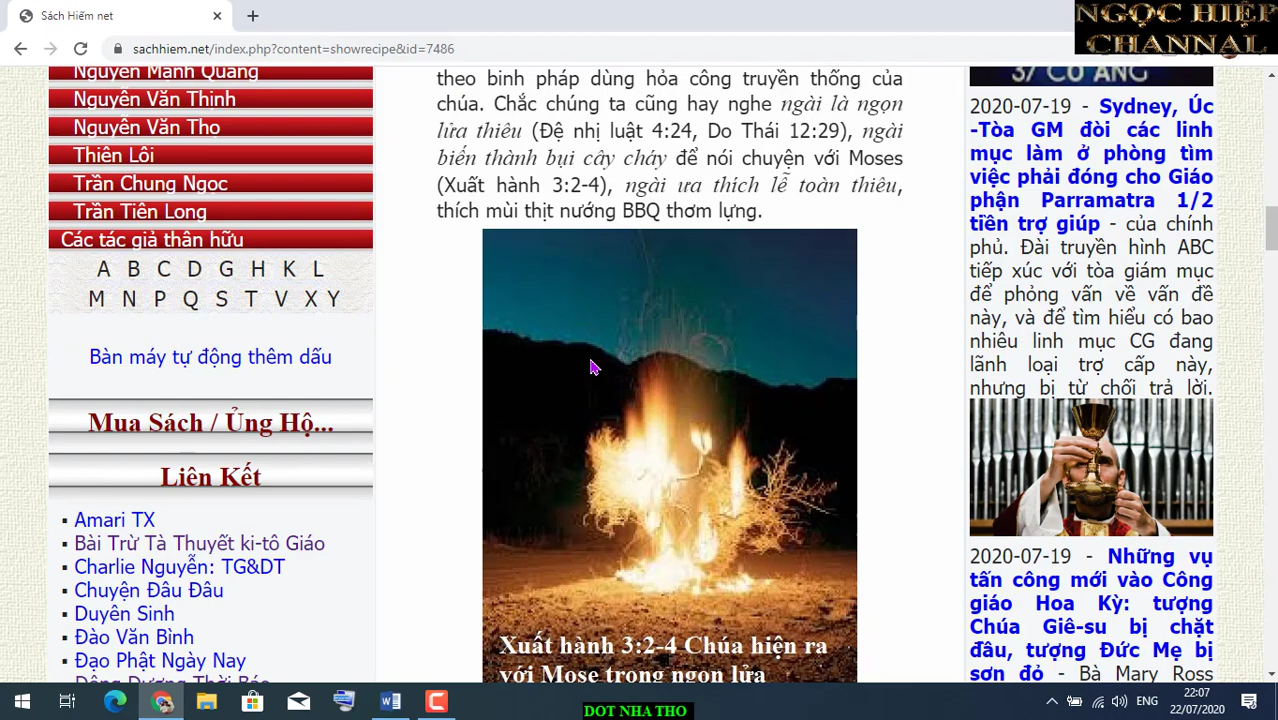 Sách Hiếm net
NGỌC HIỆP
CHANNAL
sachhiem.net/index.php?content=showrecipe&id=7486
Nguyễn Mạnh Quang
Nguyễn Văn Thịnh
Nguyễn Văn Thọ
Thiên Lôi
Trần Chung Ngọc
Trần Tiên Long
Các tác giả thân hữu
A B C D G H K L
M N P Q S T V X Y
Bàn máy tự động thêm dấu
Mua Sách / Ủng Hộ...
Liên Kết
▪ Amari TX
▪ Bài Trừ Tà Thuyết ki-tô Giáo
▪ Charlie Nguyễn: TG&DT
▪ Chuyện Đâu Đâu
▪ Duyên Sinh
▪ Đào Văn Bình
▪ Đạo Phật Ngày Nay
▪ Đông Dương Thời Báo
theo binh pháp dùng hỏa công truyền thống của
chúa. Chắc chúng ta cũng hay nghe ngài là ngọn
lửa thiêu (Đệ nhị luật 4:24, Do Thái 12:29), ngài
biến thành bụi cây cháy để nói chuyện với Moses
(Xuất hành 3:2-4), ngài ưa thích lễ toàn thiêu,
thích mùi thịt nướng BBQ thơm lựng.
Xuất hành 3:2-4 Chúa hiện ra
với Mose trong ngọn lửa
37 CÔ ANG
2020-07-19 - Sydney, Úc
-Tòa GM đòi các linh
mục làm ở phòng tìm
việc phải đóng cho Giáo
phận Parramatra 1/2
tiền trợ giúp - của chính
phủ. Đài truyền hình ABC
tiếp xúc với tòa giám mục
để phỏng vấn về vấn đề
này, và để tìm hiểu có bao
nhiêu linh mục CG đang
lãnh loại trợ cấp này,
nhưng bị từ chối trả lời.
2020-07-19 - Những vụ
tấn công mới vào Công
giáo Hoa Kỳ: tượng
Chúa Giê-su bị chặt
đầu, tượng Đức Mẹ bị
sơn đỏ - Bà Mary Ross
DOT NHA THO
ENG
22:07
22/07/2020